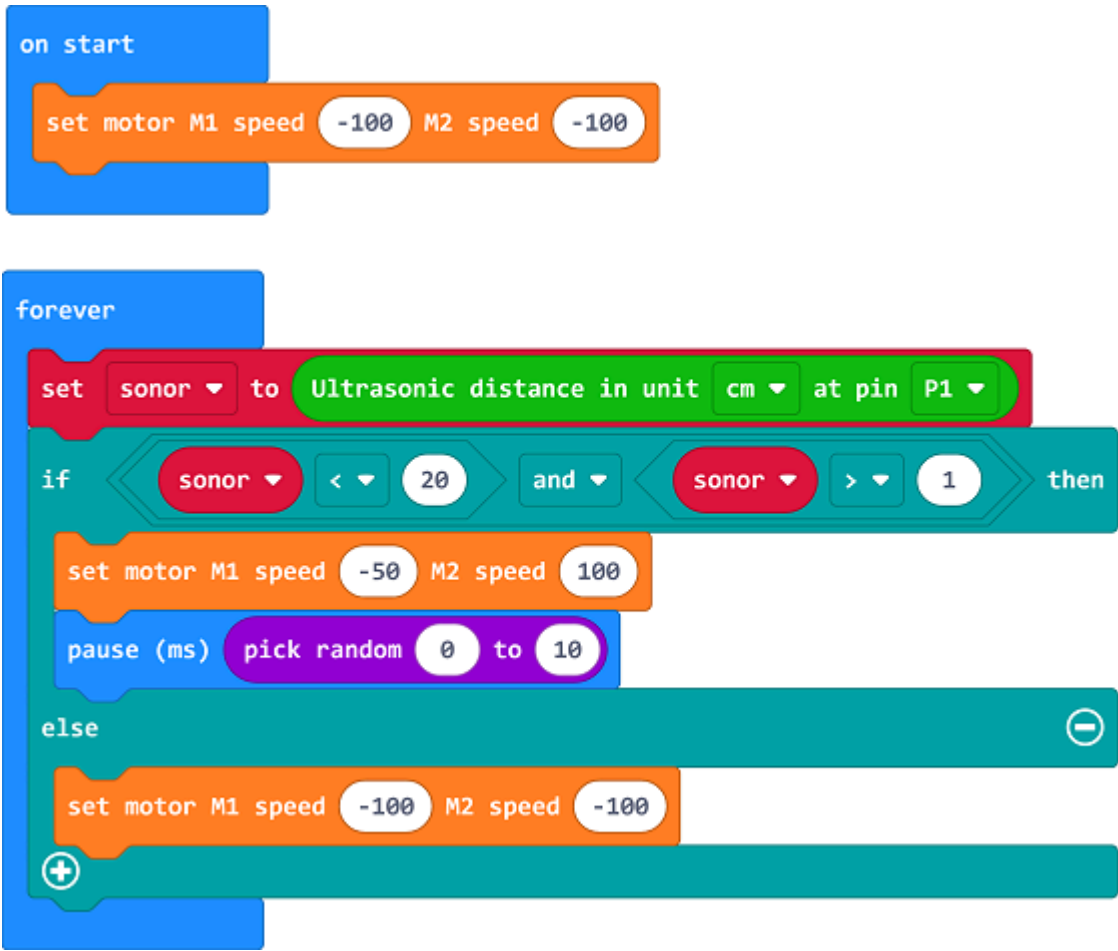 on start
set motor M1 speed -100 M2 speed -100
forever
set sonor to Ultrasonic distance in unit cm at pin P1
if sonor < 20 and sonor > 1 then
set motor M1 speed -50 M2 speed 100
pause (ms) pick random 0 to 10
else
set motor M1 speed -100 M2 speed -100